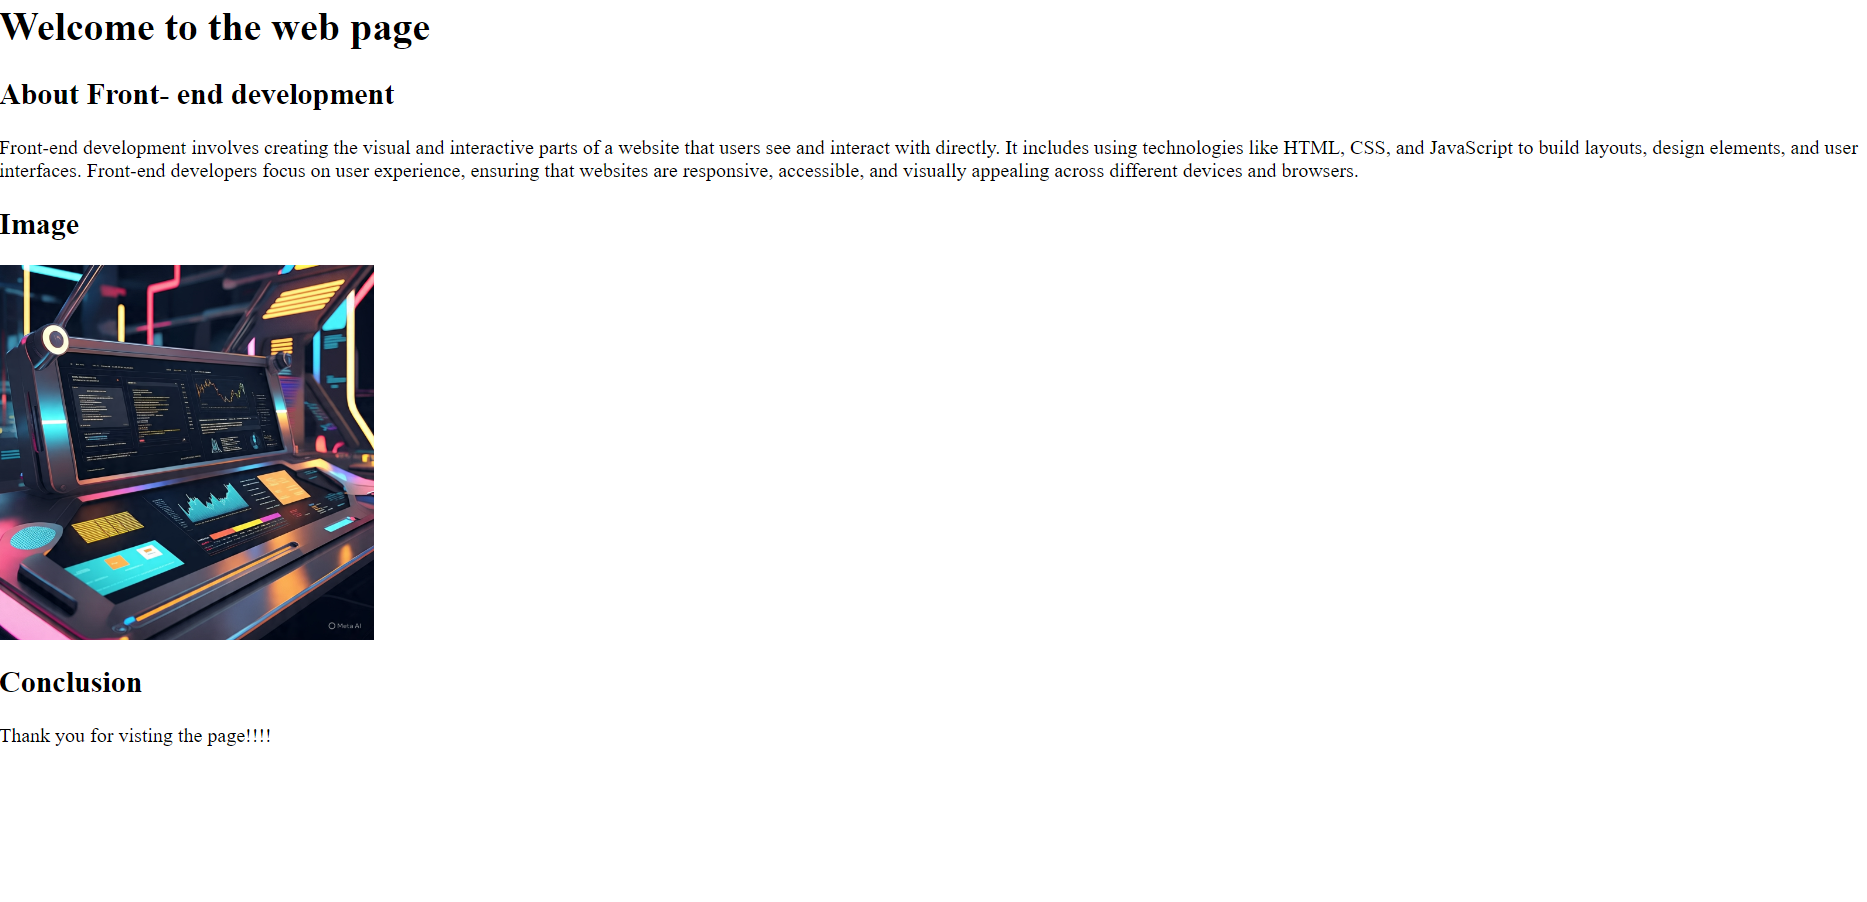 Welcome to the web page
About Front- end development
Front-end development involves creating the visual and interactive parts of a website that users see and interact with directly. It includes using technologies like HTML, CSS, and JavaScript to build layouts, design elements, and user
interfaces. Front-end developers focus on user experience, ensuring that websites are responsive, accessible, and visually appealing across different devices and browsers.
Image
Meta AI
Conclusion
Thank you for visting the page!!!!